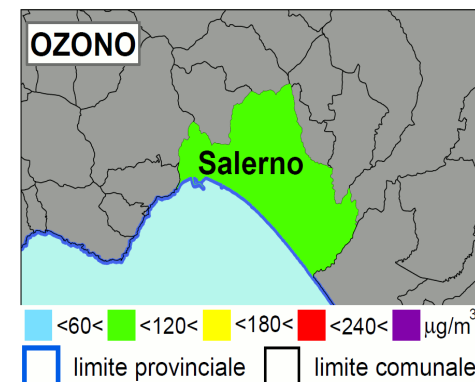 OZONO
Salerno
<60< <120< <180< <240< µg/m³
limite provinciale limite comunale